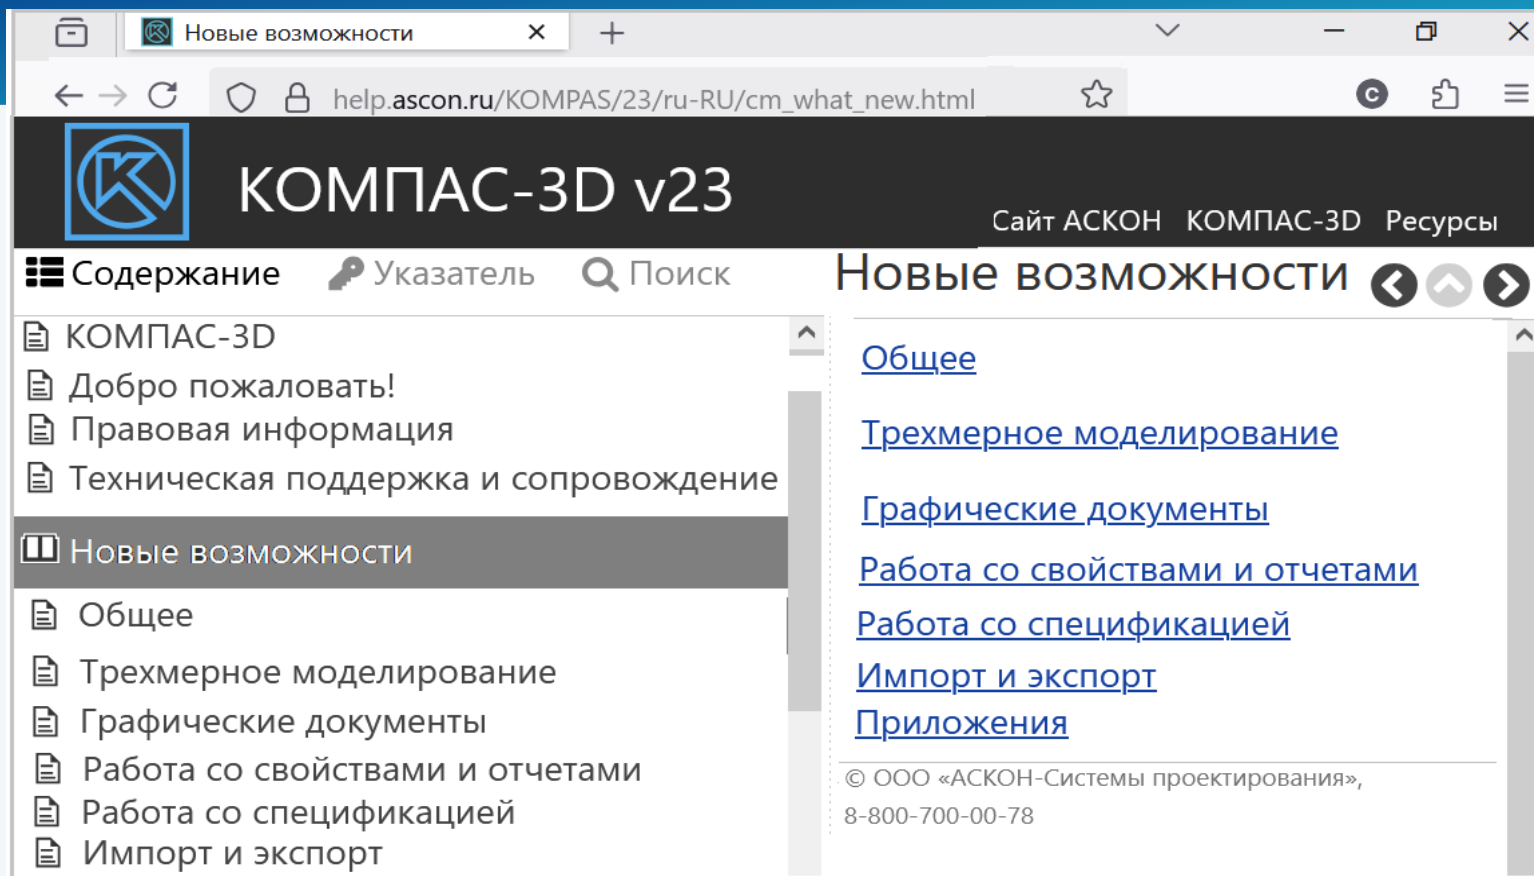 Новые возможности
help.ascon.ru/KOMPAS/23/ru-RU/cm_what_new.html
C
КОМПАС-3D v23
Сайт АСКОН КОМПАС-3D Ресурсы
Содержание Указатель Поиск
КОМПАС-3D
Добро пожаловать!
Правовая информация
Техническая поддержка и сопровождение
Новые возможности
Общее
Трехмерное моделирование
Графические документы
Работа со свойствами и отчетами
Работа со спецификацией
Импорт и экспорт
Новые возможности
Общее
Трехмерное моделирование
Графические документы
Работа со свойствами и отчетами
Работа со спецификацией
Импорт и экспорт
Приложения
© ООО «АСКОН-Системы проектирования»,
8-800-700-00-78